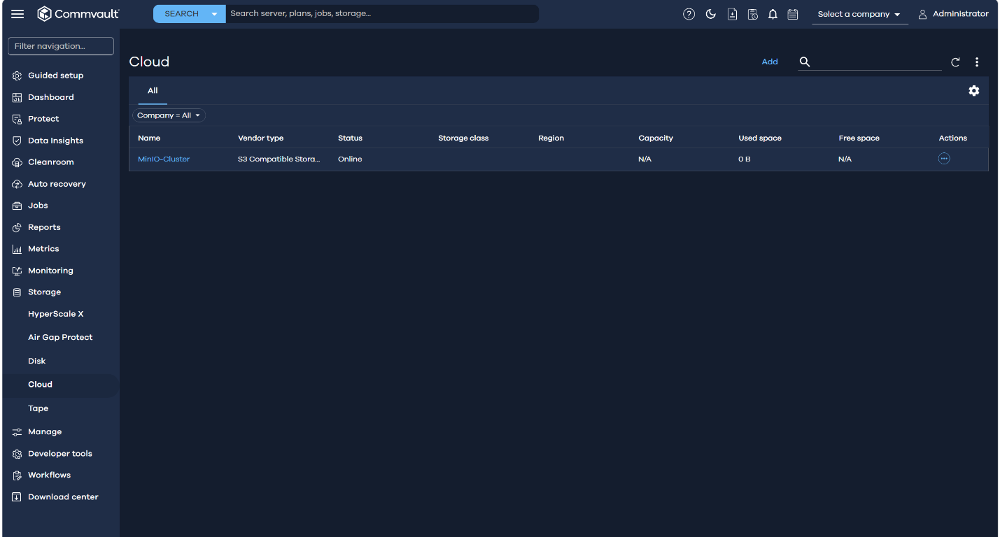 Commvault
SEARCH
Search server, plans, jobs, storage...
Select a company
Administrator
Filter navigation...
Guided setup
Dashboard
Protect
Data Insights
Cleanroom
Auto recovery
Jobs
Reports
Metrics
Monitoring
Storage
HyperScale X
Air Gap Protect
Disk
Cloud
Tape
Manage
Developer tools
Workflows
Download center
Cloud
Add
All
Company = All
Name Vendor type Status Storage class Region Capacity Used space Free space Actions
MinIO-Cluster S3 Compatible Stora... Online N/A 0 B N/A